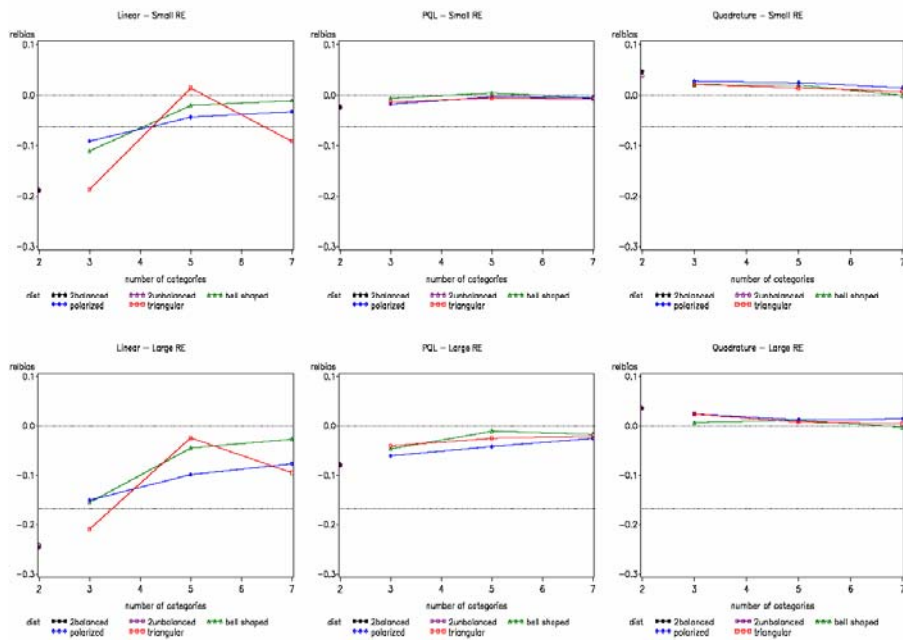 Linear – Small RE
relbias
0.1
0.0
−0.1
−0.2
−0.3
2 3 4 5 6 7
number of categories
dist 2balanced 2unbalanced bell shaped
polarized triangular
PQL – Small RE
relbias
0.1
0.0
−0.1
−0.2
−0.3
2 3 4 5 6 7
number of categories
dist 2balanced 2unbalanced bell shaped
polarized triangular
Quadrature – Small RE
relbias
0.1
0.0
−0.1
−0.2
−0.3
2 3 4 5 6 7
number of categories
dist 2balanced 2unbalanced bell shaped
polarized triangular
Linear – Large RE
relbias
0.1
0.0
−0.1
−0.2
−0.3
2 3 4 5 6 7
number of categories
dist 2balanced 2unbalanced bell shaped
polarized triangular
PQL – Large RE
relbias
0.1
0.0
−0.1
−0.2
−0.3
2 3 4 5 6 7
number of categories
dist 2balanced 2unbalanced bell shaped
polarized triangular
Quadrature – Large RE
relbias
0.1
0.0
−0.1
−0.2
−0.3
2 3 4 5 6 7
number of categories
dist 2balanced 2unbalanced bell shaped
polarized triangular